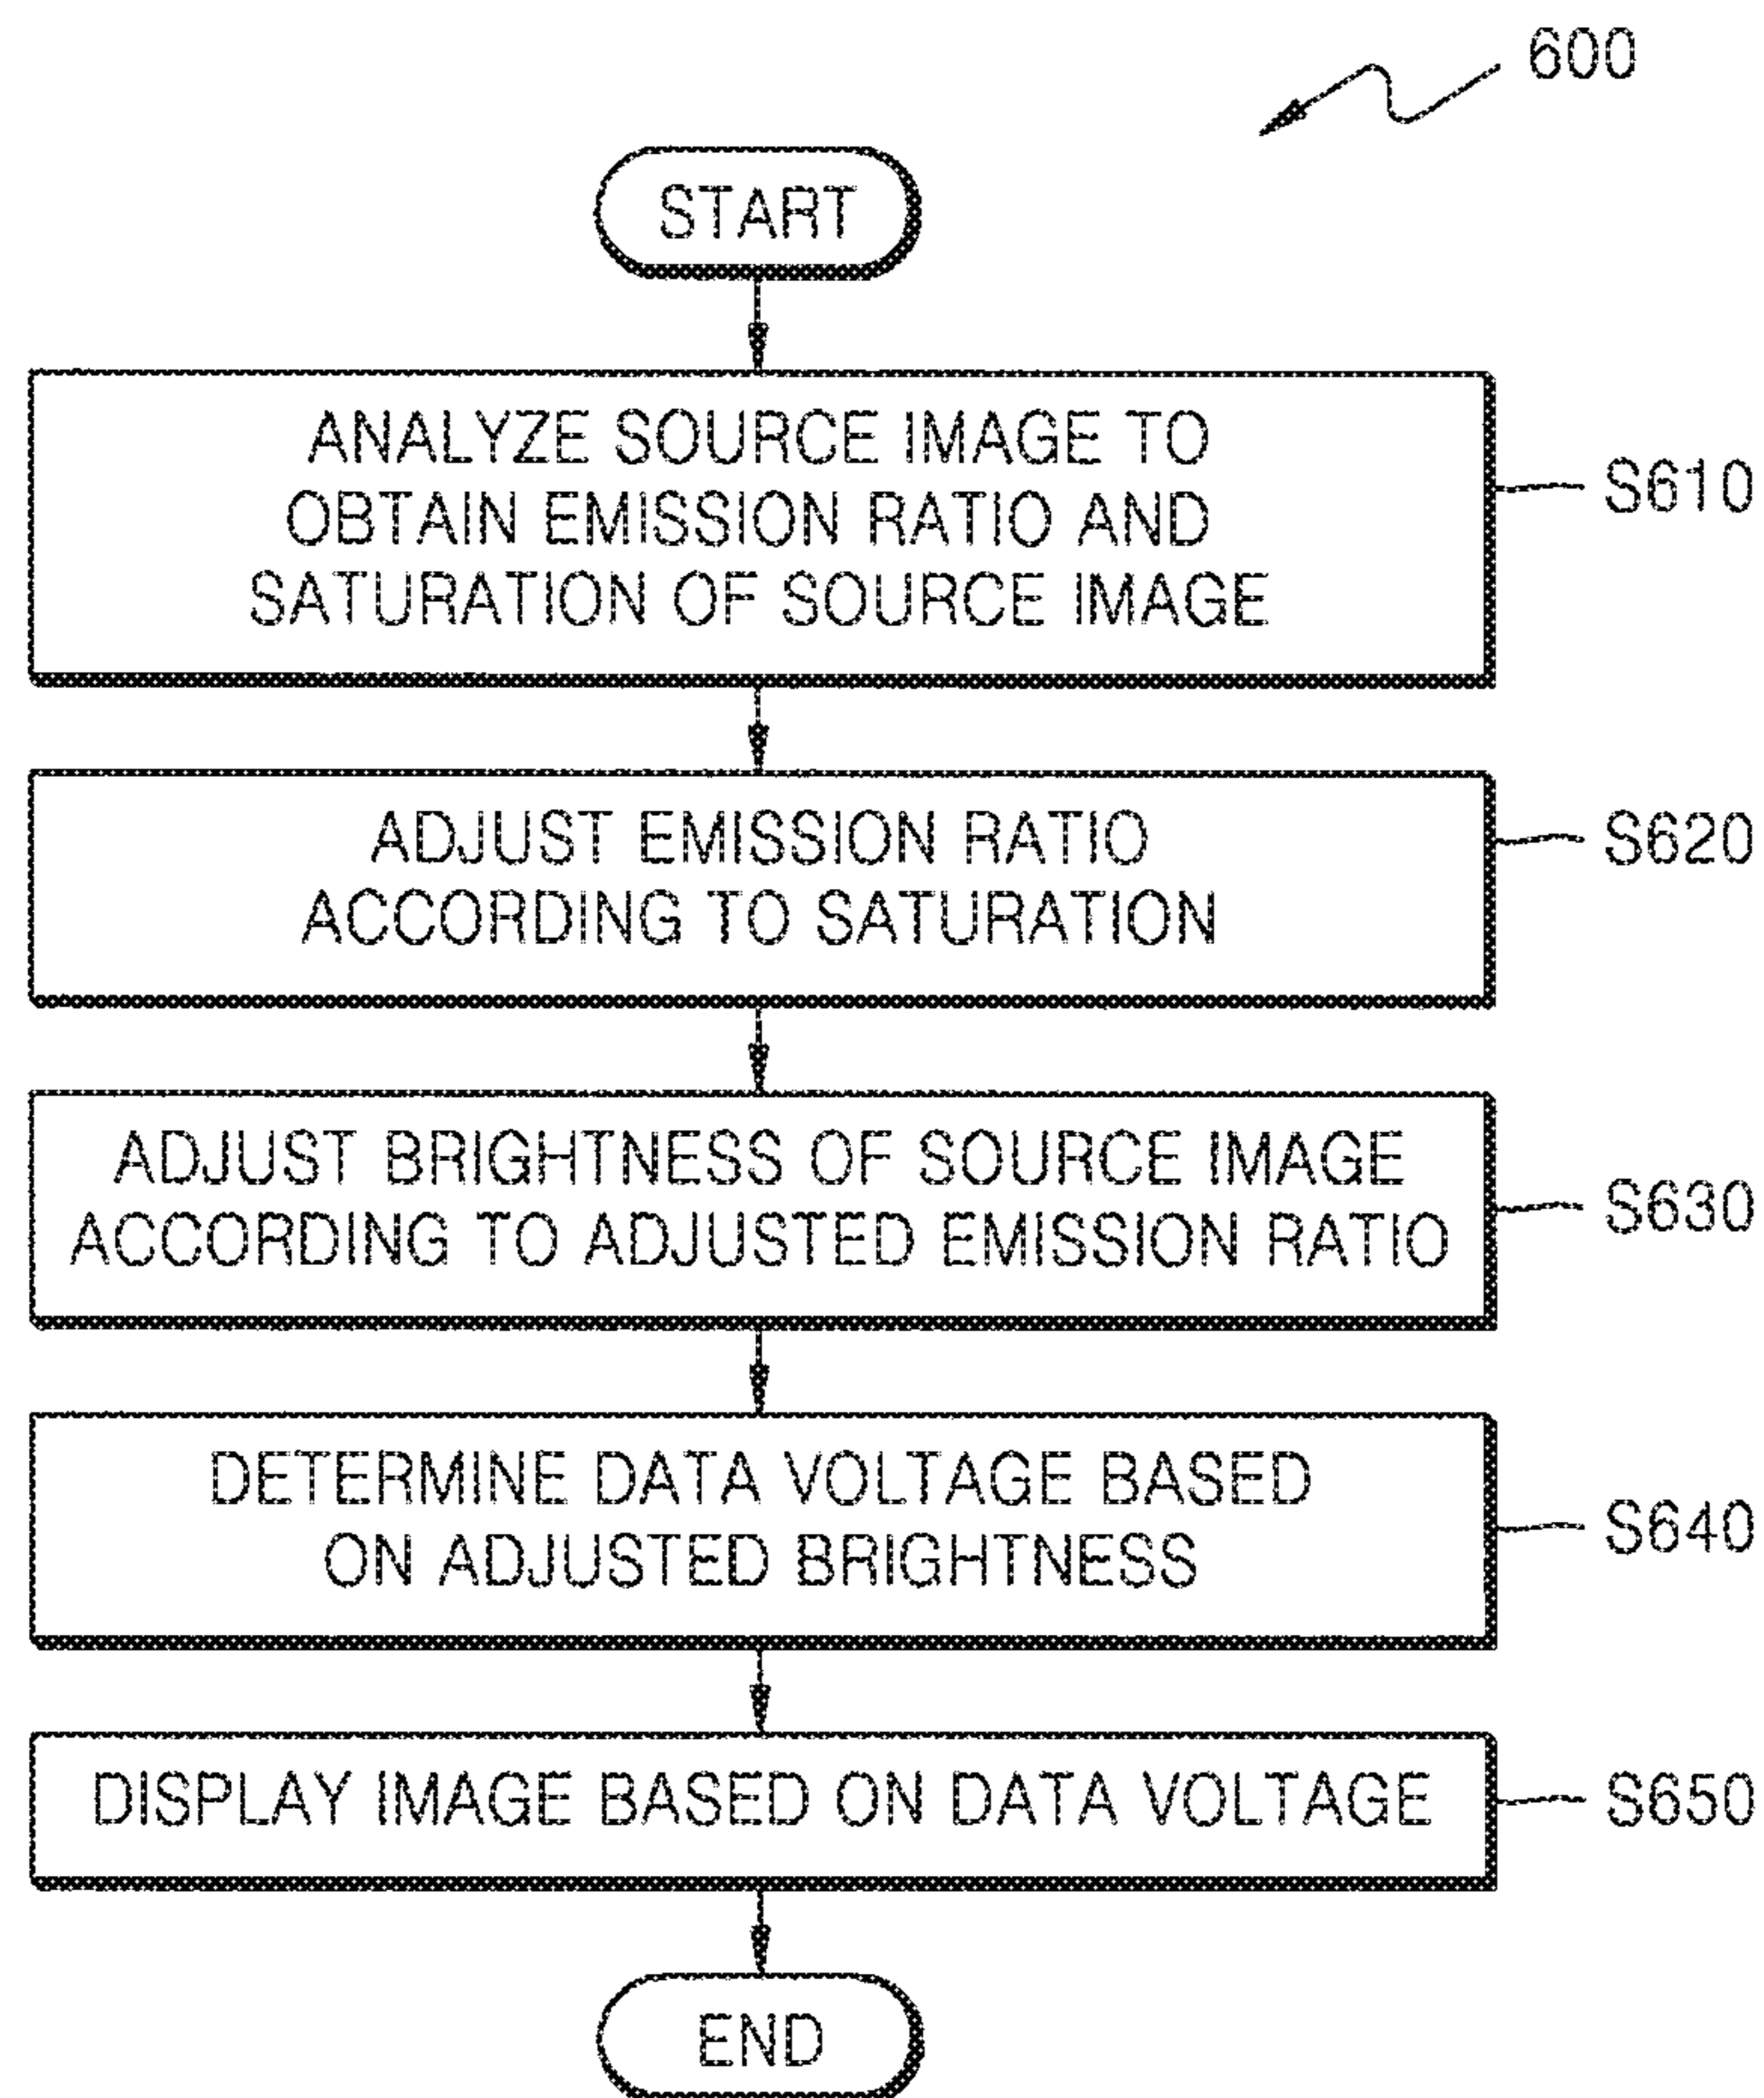 600
START
ANALYZE SOURCE IMAGE TO
OBTAIN EMISSION RATIO AND
SATURATION OF SOURCE IMAGE
S610
ADJUST EMISSION RATIO
ACCORDING TO SATURATION
S620
ADJUST BRIGHTNESS OF SOURCE IMAGE
ACCORDING TO ADJUSTED EMISSION RATIO
S630
DETERMINE DATA VOLTAGE BASED
ON ADJUSTED BRIGHTNESS
S640
DISPLAY IMAGE BASED ON DATA VOLTAGE
S650
END